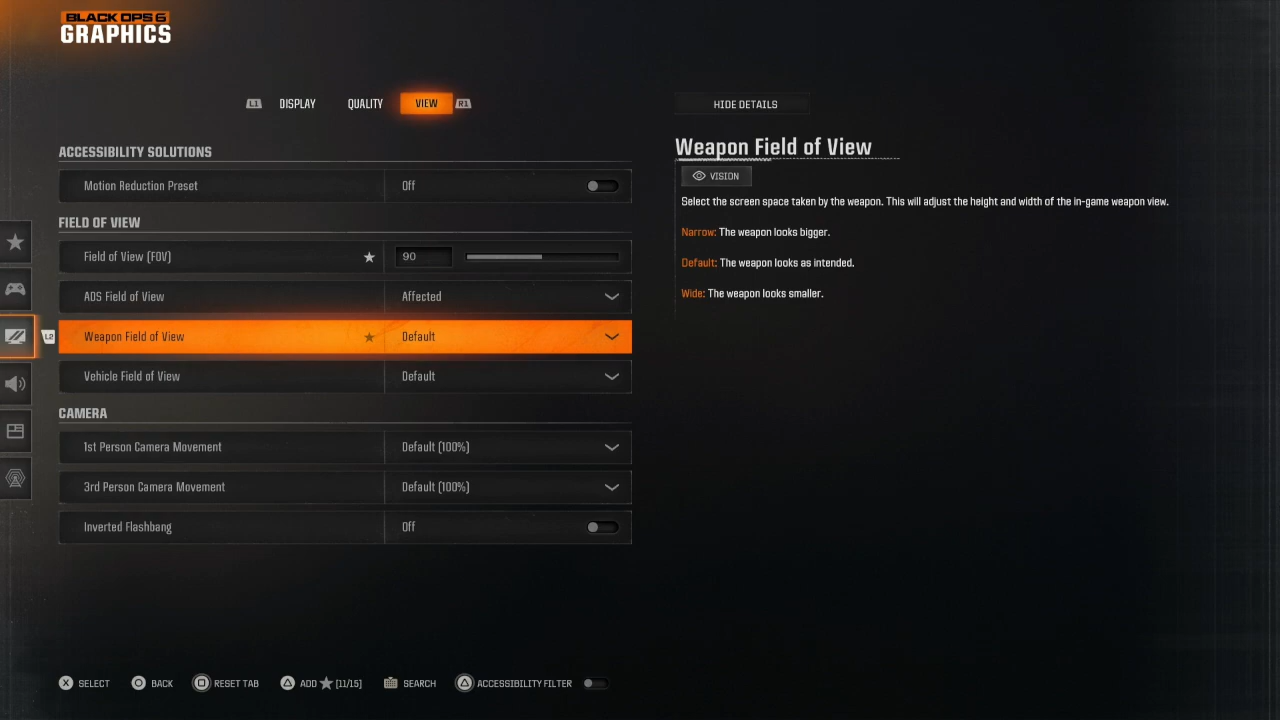 BLACK OPS 6
GRAPHICS
L1 DISPLAY QUALITY VIEW R1
HIDE DETAILS
ACCESSIBILITY SOLUTIONS
Motion Reduction Preset Off
FIELD OF VIEW
Field of View (FOV) 90
ADS Field of View Affected
L2 Weapon Field of View Default
Vehicle Field of View Default
CAMERA
1st Person Camera Movement Default (100%)
3rd Person Camera Movement Default (100%)
Inverted Flashbang Off
Weapon Field of View
VISION
Select the screen space taken by the weapon. This will adjust the height and width of the in-game weapon view.
Narrow: The weapon looks bigger.
Default: The weapon looks as intended.
Wide: The weapon looks smaller.
SELECT BACK RESET TAB ADD ★ [11/15] SEARCH ACCESSIBILITY FILTER